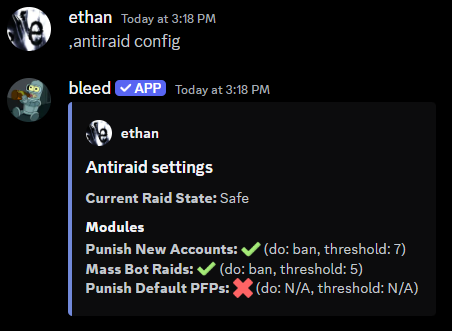 ethan Today at 3:18 PM
,antiraid config
bleed ✓ APP Today at 3:18 PM
ethan
Antiraid settings
Current Raid State: Safe
Modules
Punish New Accounts: ✅ (do: ban, threshold: 7)
Mass Bot Raids: ✅ (do: ban, threshold: 5)
Punish Default PFPs: ❌ (do: N/A, threshold: N/A)